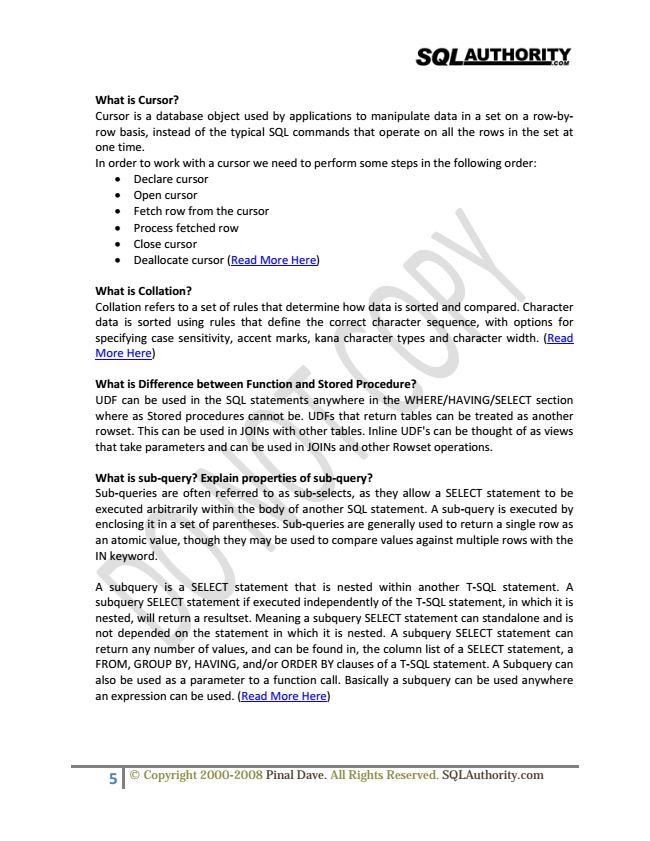 SQLAUTHORITY
.COM
What is Cursor?
Cursor is a database object used by applications to manipulate data in a set on a row-by-
row basis, instead of the typical SQL commands that operate on all the rows in the set at
one time.
In order to work with a cursor we need to perform some steps in the following order:
• Declare cursor
• Open cursor
• Fetch row from the cursor
• Process fetched row
• Close cursor
• Deallocate cursor (Read More Here)
What is Collation?
Collation refers to a set of rules that determine how data is sorted and compared. Character
data is sorted using rules that define the correct character sequence, with options for
specifying case sensitivity, accent marks, kana character types and character width. (Read
More Here)
What is Difference between Function and Stored Procedure?
UDF can be used in the SQL statements anywhere in the WHERE/HAVING/SELECT section
where as Stored procedures cannot be. UDFs that return tables can be treated as another
rowset. This can be used in JOINs with other tables. Inline UDF's can be thought of as views
that take parameters and can be used in JOINs and other Rowset operations.
What is sub-query? Explain properties of sub-query?
Sub-queries are often referred to as sub-selects, as they allow a SELECT statement to be
executed arbitrarily within the body of another SQL statement. A sub-query is executed by
enclosing it in a set of parentheses. Sub-queries are generally used to return a single row as
an atomic value, though they may be used to compare values against multiple rows with the
IN keyword.
A subquery is a SELECT statement that is nested within another T-SQL statement. A
subquery SELECT statement if executed independently of the T-SQL statement, in which it is
nested, will return a resultset. Meaning a subquery SELECT statement can standalone and is
not depended on the statement in which it is nested. A subquery SELECT statement can
return any number of values, and can be found in, the column list of a SELECT statement, a
FROM, GROUP BY, HAVING, and/or ORDER BY clauses of a T-SQL statement. A Subquery can
also be used as a parameter to a function call. Basically a subquery can be used anywhere
an expression can be used. (Read More Here)
DO NOT COPY
5 © Copyright 2000-2008 Pinal Dave. All Rights Reserved. SQLAuthority.com